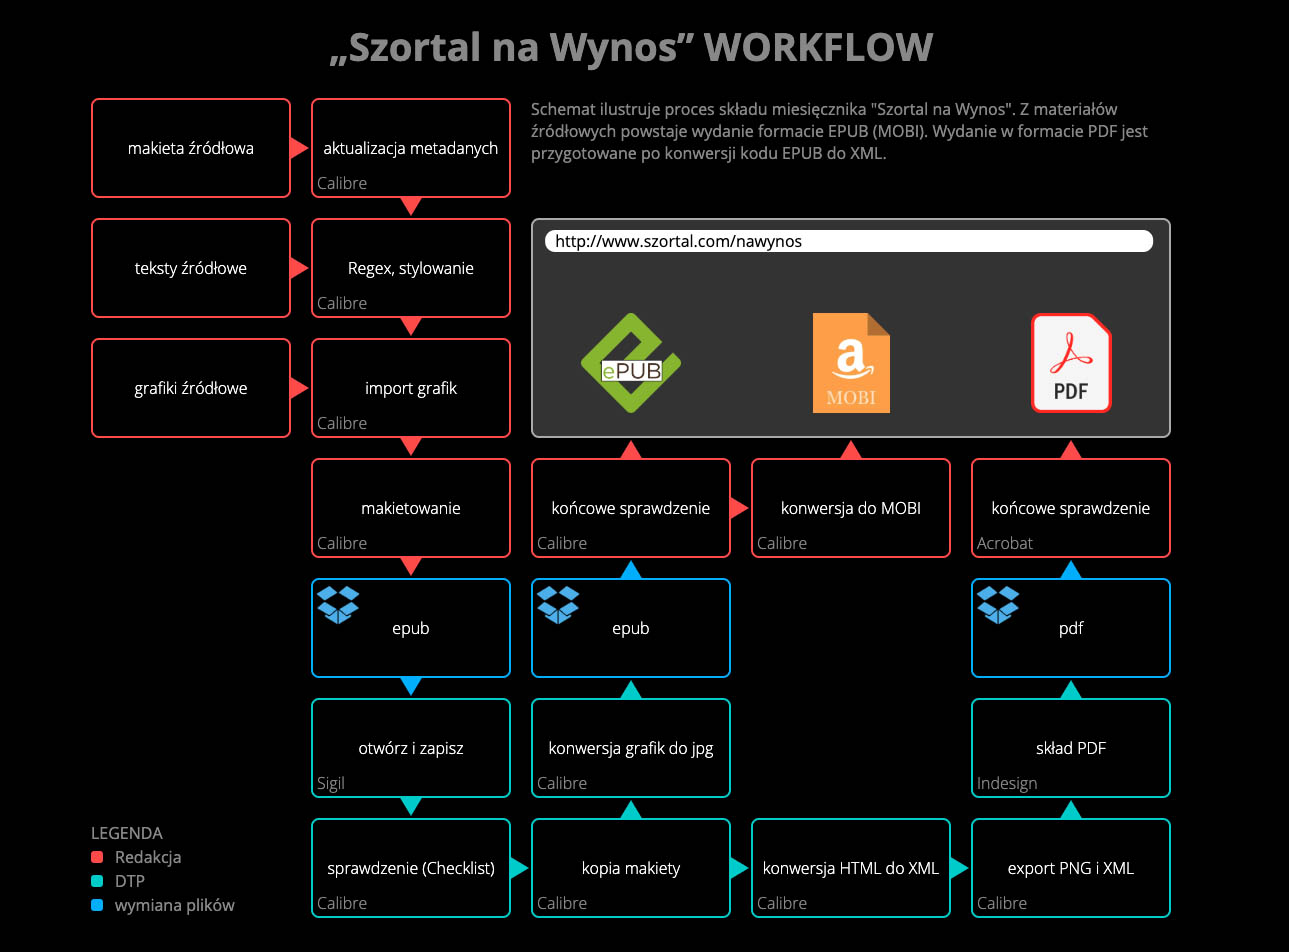 „Szortal na Wynos” WORKFLOW
Schemat ilustruje proces składu miesięcznika "Szortal na Wynos". Z materiałów
źródłowych powstaje wydanie formacie EPUB (MOBI). Wydanie w formacie PDF jest
przygotowane po konwersji kodu EPUB do XML.
makieta źródłowa
aktualizacja metadanych
Calibre
teksty źródłowe
Regex, stylowanie
Calibre
http://www.szortal.com/nawynos
ePUB
a
MOBI
PDF
grafiki źródłowe
import grafik
Calibre
makietowanie
Calibre
końcowe sprawdzenie
Calibre
konwersja do MOBI
Calibre
końcowe sprawdzenie
Acrobat
epub
epub
pdf
otwórz i zapisz
Sigil
konwersja grafik do jpg
Calibre
skład PDF
Indesign
sprawdzenie (Checklist)
Calibre
kopia makiety
Calibre
konwersja HTML do XML
Calibre
export PNG i XML
Calibre
LEGENDA
Redakcja
DTP
wymiana plików